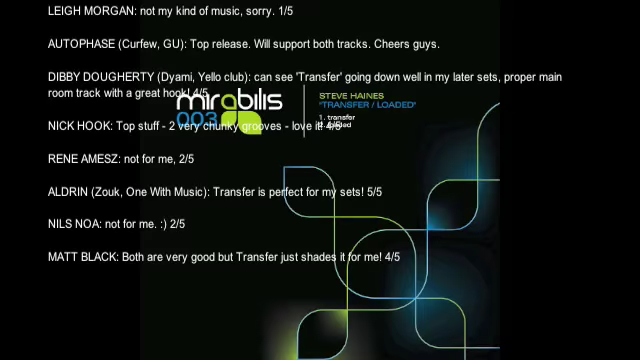 LEIGH MORGAN: not my kind of music, sorry. 1/5
AUTOPHASE (Curfew, GU): Top release. Will support both tracks. Cheers guys.
DIBBY DOUGHERTY (Dyami, Yello club): can see 'Transfer' going down well in my later sets, proper main
room track with a great hook! 4/5
mirabilis
003
STEVE HAINES
"TRANSFER / LOADED"
1. transfer
2. loaded
NICK HOOK: Top stuff - 2 very chunky grooves - love it! 4/5
RENE AMESZ: not for me, 2/5
ALDRIN (Zouk, One With Music): Transfer is perfect for my sets! 5/5
NILS NOA: not for me. :) 2/5
MATT BLACK: Both are very good but Transfer just shades it for me! 4/5